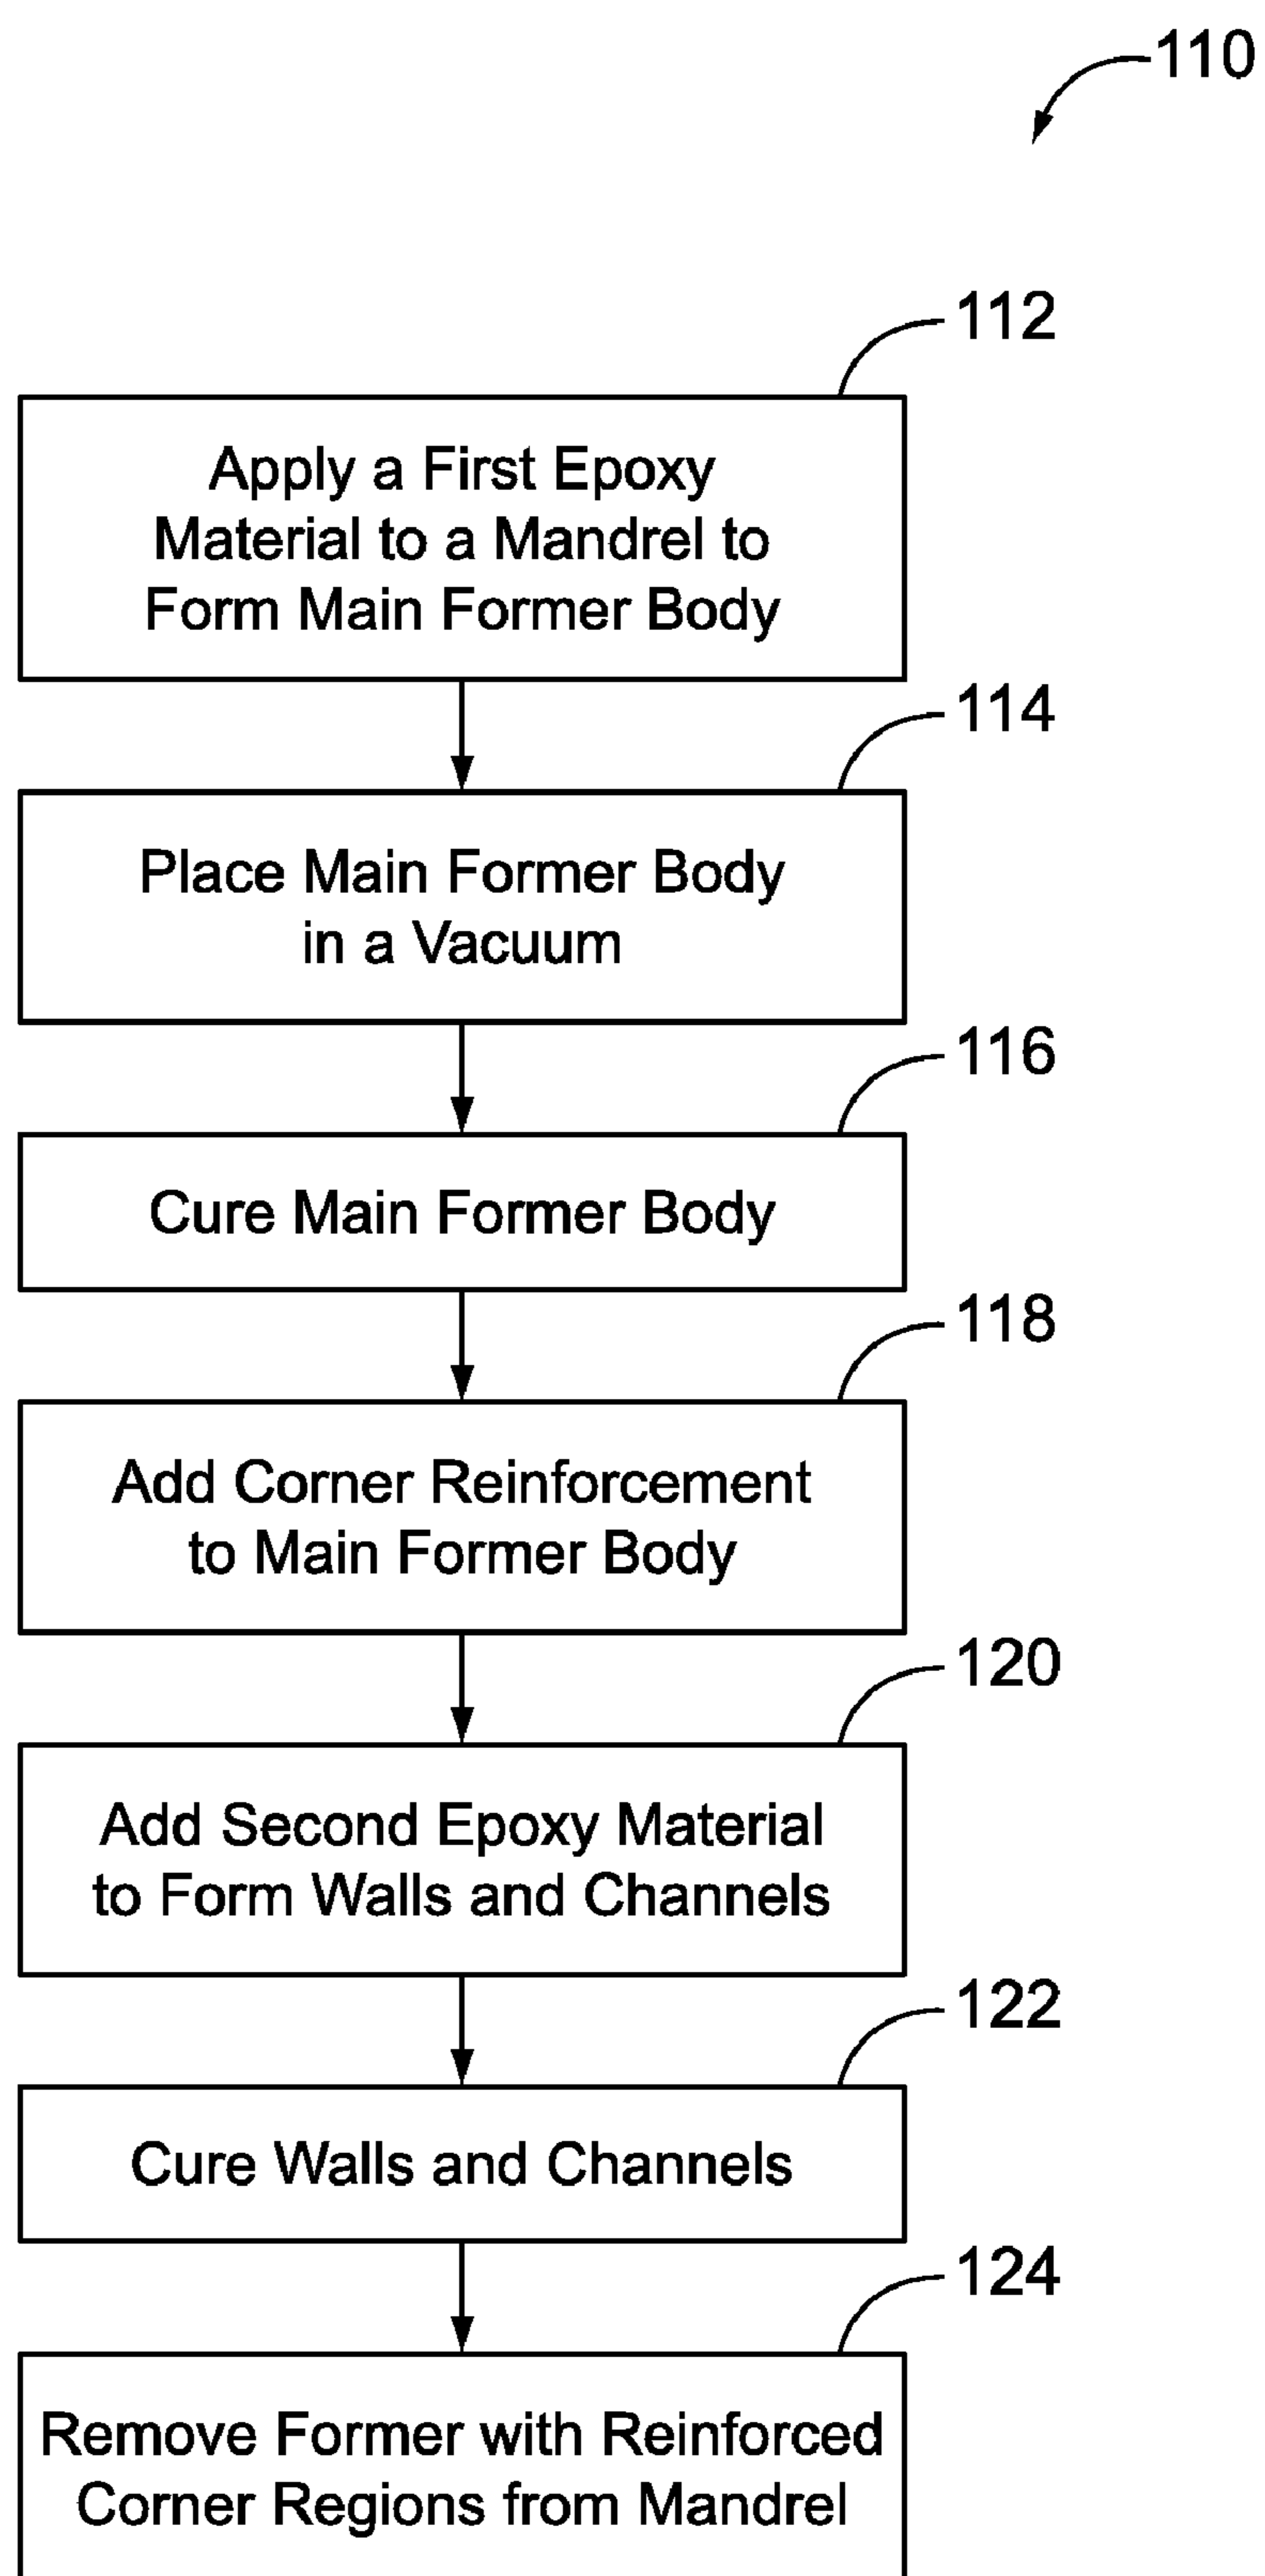 110
112
Apply a First Epoxy
Material to a Mandrel to
Form Main Former Body
114
Place Main Former Body
in a Vacuum
116
Cure Main Former Body
118
Add Corner Reinforcement
to Main Former Body
120
Add Second Epoxy Material
to Form Walls and Channels
122
Cure Walls and Channels
124
Remove Former with Reinforced
Corner Regions from Mandrel